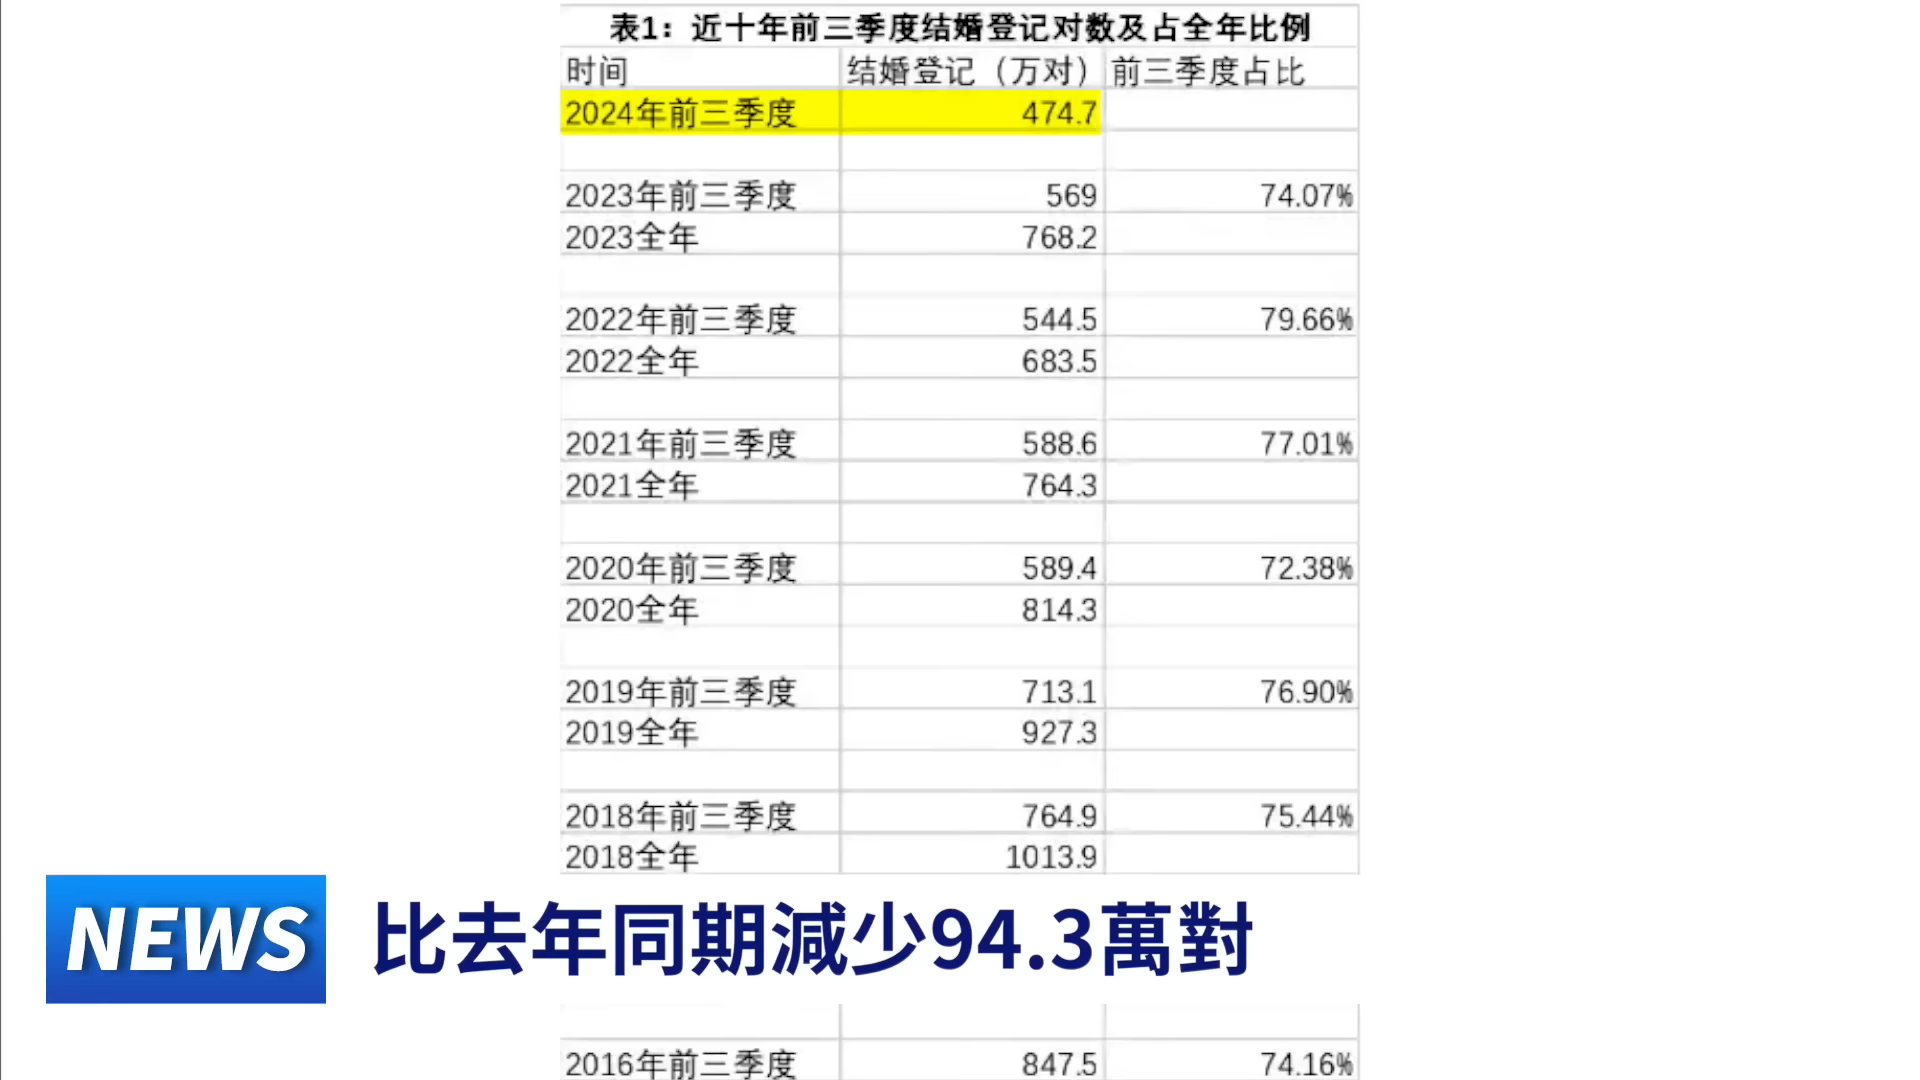 表1：近十年前三季度结婚登记对数及占全年比例
时间 结婚登记（万对） 前三季度占比
2024年前三季度 474.7
2023年前三季度 569 74.07%
2023全年 768.2
2022年前三季度 544.5 79.66%
2022全年 683.5
2021年前三季度 588.6 77.01%
2021全年 764.3
2020年前三季度 589.4 72.38%
2020全年 814.3
2019年前三季度 713.1 76.90%
2019全年 927.3
2018年前三季度 764.9 75.44%
2018全年 1013.9
NEWS 比去年同期減少94.3萬對
2016年前三季度 847.5 74.16%